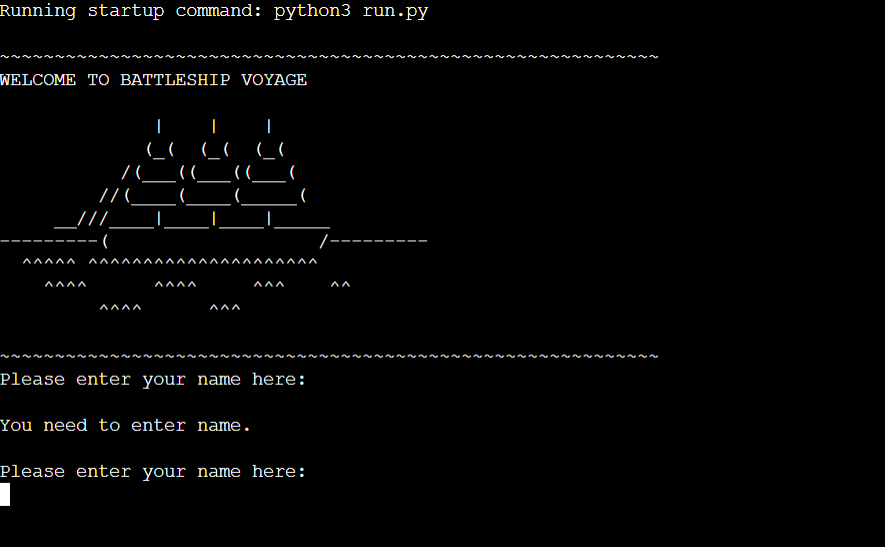 Running startup command: python3 run.py
~~~~~~~~~~~~~~~~~~~~~~~~~~~~~~~~~~~~~~~~~~~~~~~~~~~~~~~~~~~~
WELCOME TO BATTLESHIP VOYAGE
              |    |    |
             (_(  (_(  (_(
           /(___((___((___(
         //(____(____(_____(
     __///____|____|____|_____
---------(                   /---------
  ^^^^^ ^^^^^^^^^^^^^^^^^^^^^
    ^^^^      ^^^^     ^^^    ^^
         ^^^^      ^^^
~~~~~~~~~~~~~~~~~~~~~~~~~~~~~~~~~~~~~~~~~~~~~~~~~~~~~~~~~~~~
Please enter your name here:
You need to enter name.
Please enter your name here: